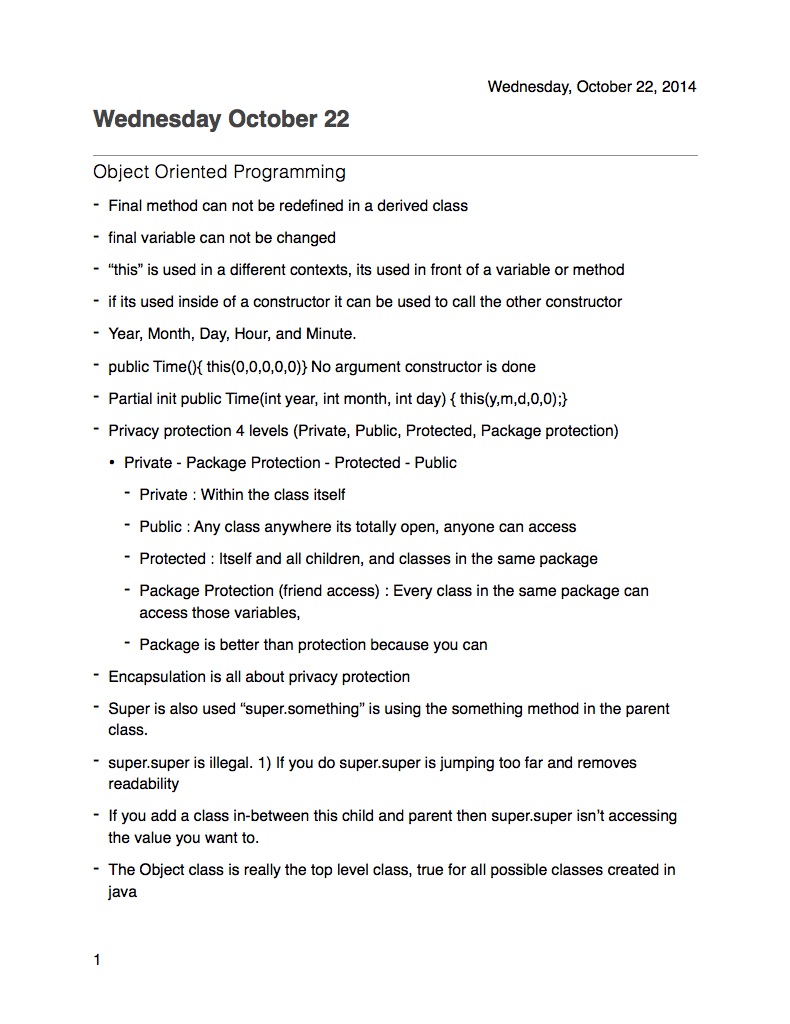 Wednesday, October 22, 2014
Wednesday October 22
Object Oriented Programming
- Final method can not be redefined in a derived class
- final variable can not be changed
- “this” is used in a different contexts, its used in front of a variable or method
- if its used inside of a constructor it can be used to call the other constructor
- Year, Month, Day, Hour, and Minute.
- public Time(){ this(0,0,0,0,0)} No argument constructor is done
- Partial init public Time(int year, int month, int day) { this(y,m,d,0,0);}
- Privacy protection 4 levels (Private, Public, Protected, Package protection)
• Private - Package Protection - Protected - Public
- Private : Within the class itself
- Public : Any class anywhere its totally open, anyone can access
- Protected : Itself and all children, and classes in the same package
- Package Protection (friend access) : Every class in the same package can
access those variables,
- Package is better than protection because you can
- Encapsulation is all about privacy protection
- Super is also used “super.something” is using the something method in the parent
class.
- super.super is illegal. 1) If you do super.super is jumping too far and removes
readability
- If you add a class in-between this child and parent then super.super isn’t accessing
the value you want to.
- The Object class is really the top level class, true for all possible classes created in
java
1